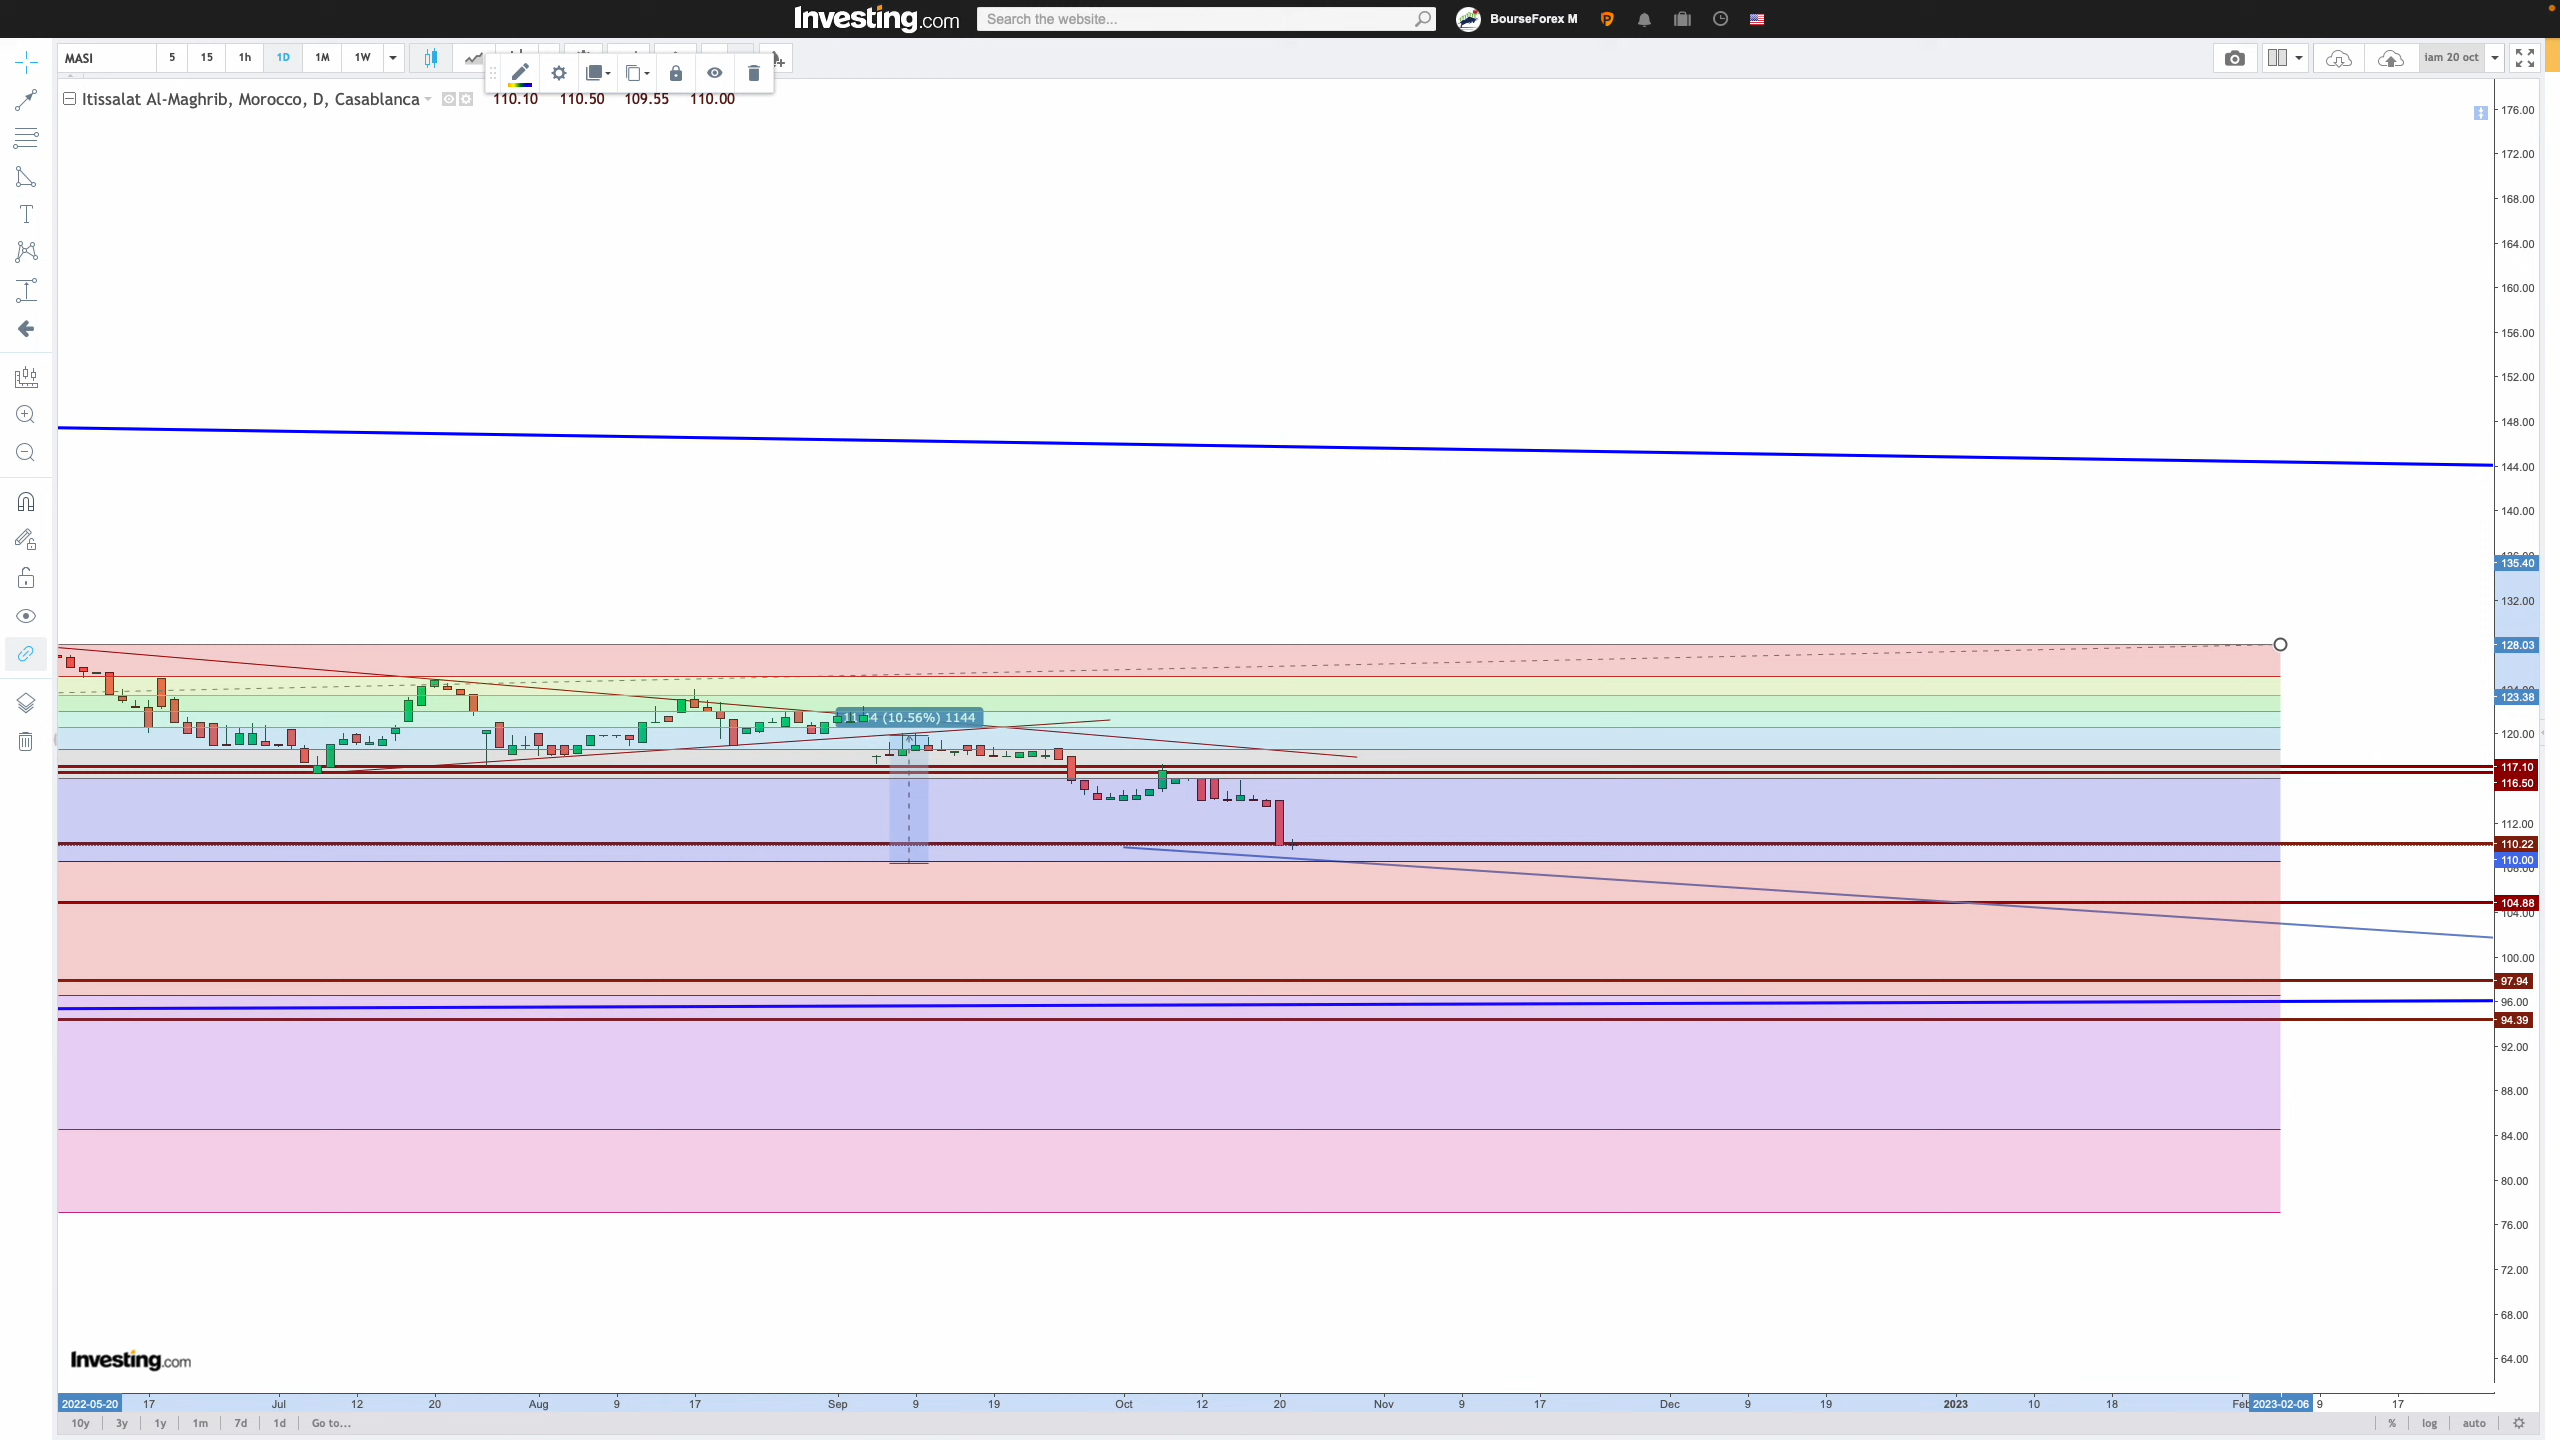 Investing.com
Search the website...
BourseForex M
MASI
5
15
1h
1D
1M
1W
iam 20 oct
Itissalat Al-Maghrib, Morocco, D, Casablanca
110.10
110.50
109.55
110.00
176.00
172.00
168.00
164.00
160.00
156.00
152.00
148.00
144.00
140.00
135.40
132.00
128.03
123.38
(10.56%) 1144
120.00
117.10
116.50
112.00
110.22
110.00
108.00
104.88
104.00
100.00
97.94
96.00
94.39
92.00
88.00
84.00
80.00
76.00
72.00
68.00
64.00
Investing.com
2022-05-20
17
Jul
12
20
Aug
9
17
Sep
9
19
Oct
12
20
Nov
9
17
Dec
9
19
2023
10
18
2023-02-06
9
17
10y
3y
1y
1m
7d
1d
Go to...
%
log
auto